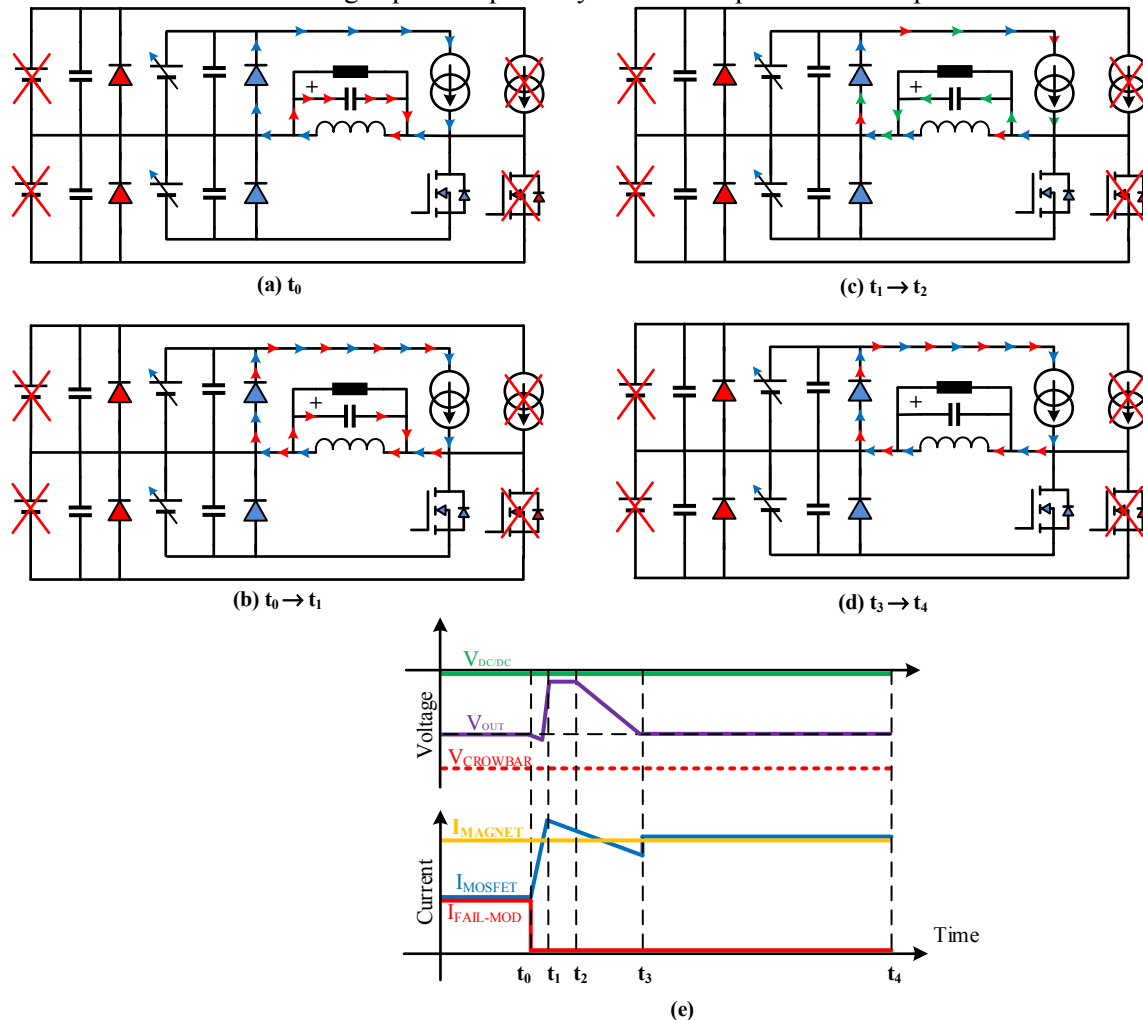 +
+
(a) t₀
(c) t₁ → t₂
+
+
(b) t₀ → t₁
(d) t₃ → t₄
V_DC/DC
V_OUT
Voltage
V_CROWBAR
I_MAGNET
I_MOSFET
I_FAIL-MOD
Current
Time
t₀ t₁ t₂ t₃ t₄
(e)